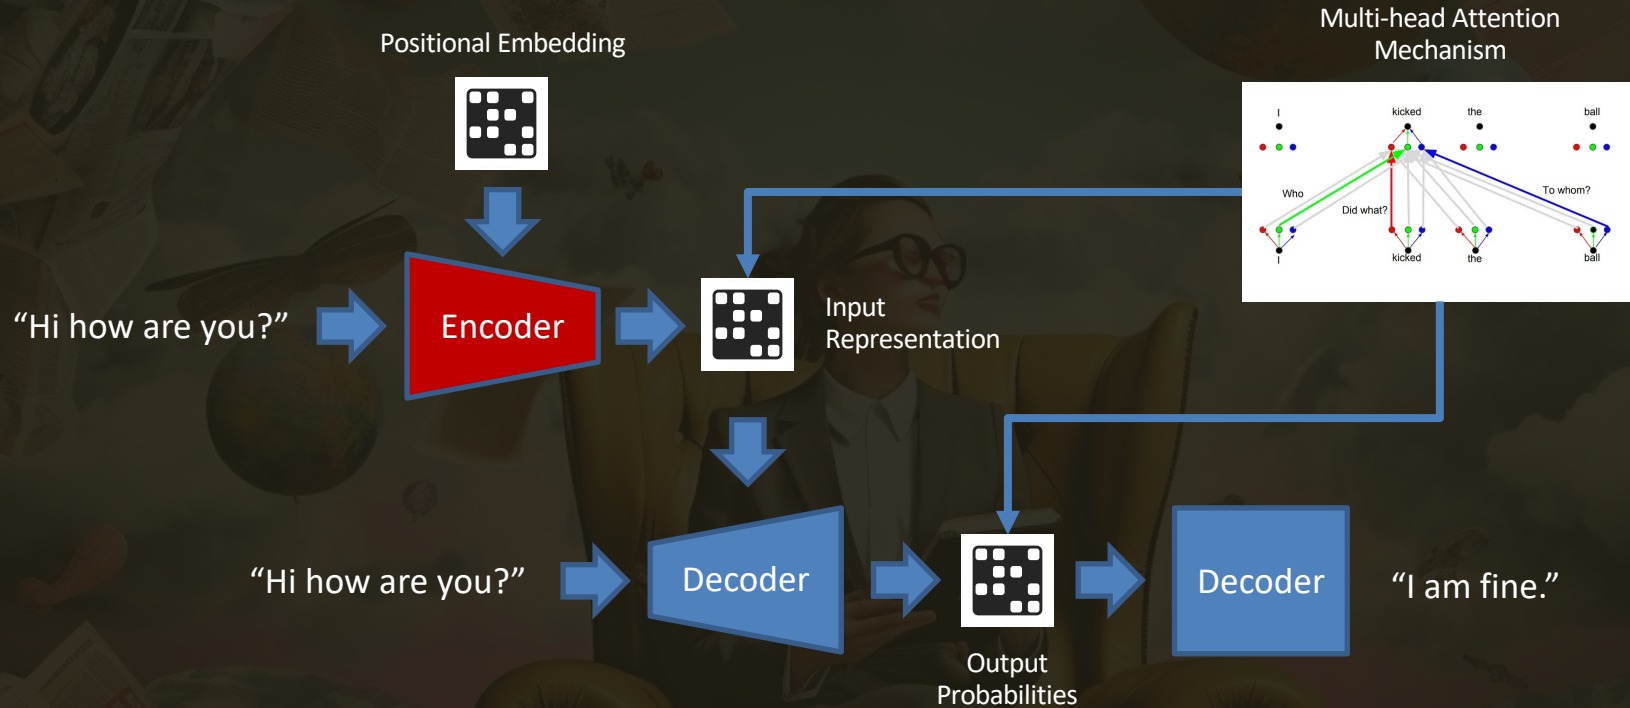 Multi-head Attention
Mechanism
Positional Embedding
I kicked the ball
Who
Did what?
To whom?
I kicked the ball
“Hi how are you?”
Encoder
Input
Representation
“Hi how are you?”
Decoder
Decoder
“I am fine.”
Output
Probabilities